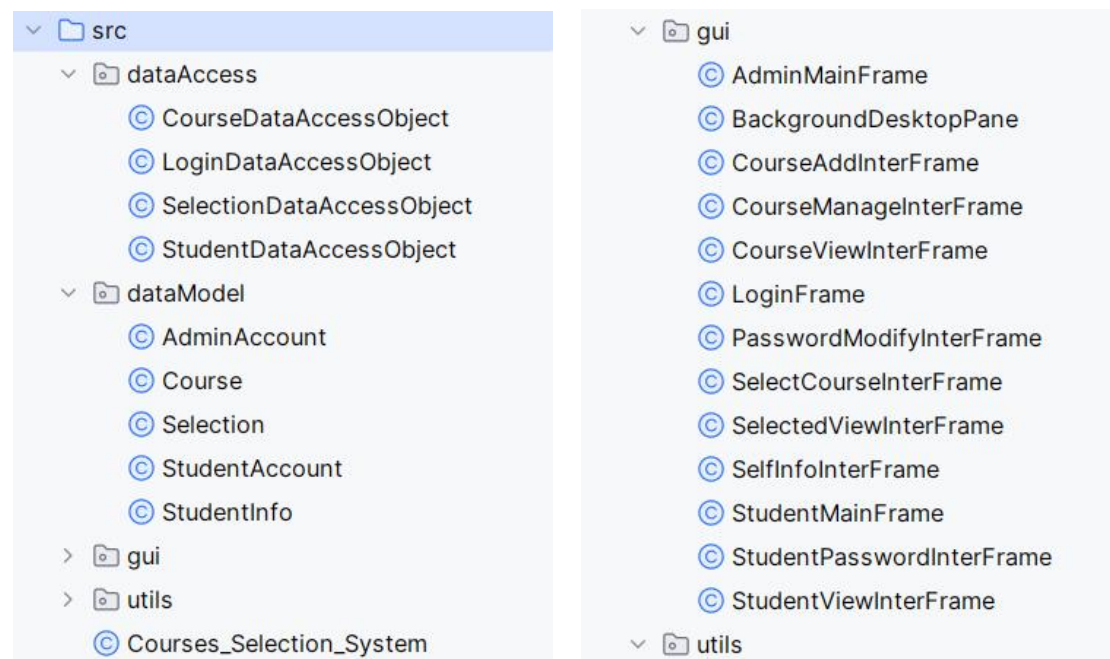 src
dataAccess
CourseDataAccessObject
LoginDataAccessObject
SelectionDataAccessObject
StudentDataAccessObject
dataModel
AdminAccount
Course
Selection
StudentAccount
StudentInfo
gui
utils
Courses_Selection_System
gui
AdminMainFrame
BackgroundDesktopPane
CourseAddInterFrame
CourseManageInterFrame
CourseViewInterFrame
LoginFrame
PasswordModifyInterFrame
SelectCourseInterFrame
SelectedViewInterFrame
SelfInfoInterFrame
StudentMainFrame
StudentPasswordInterFrame
StudentViewInterFrame
utils